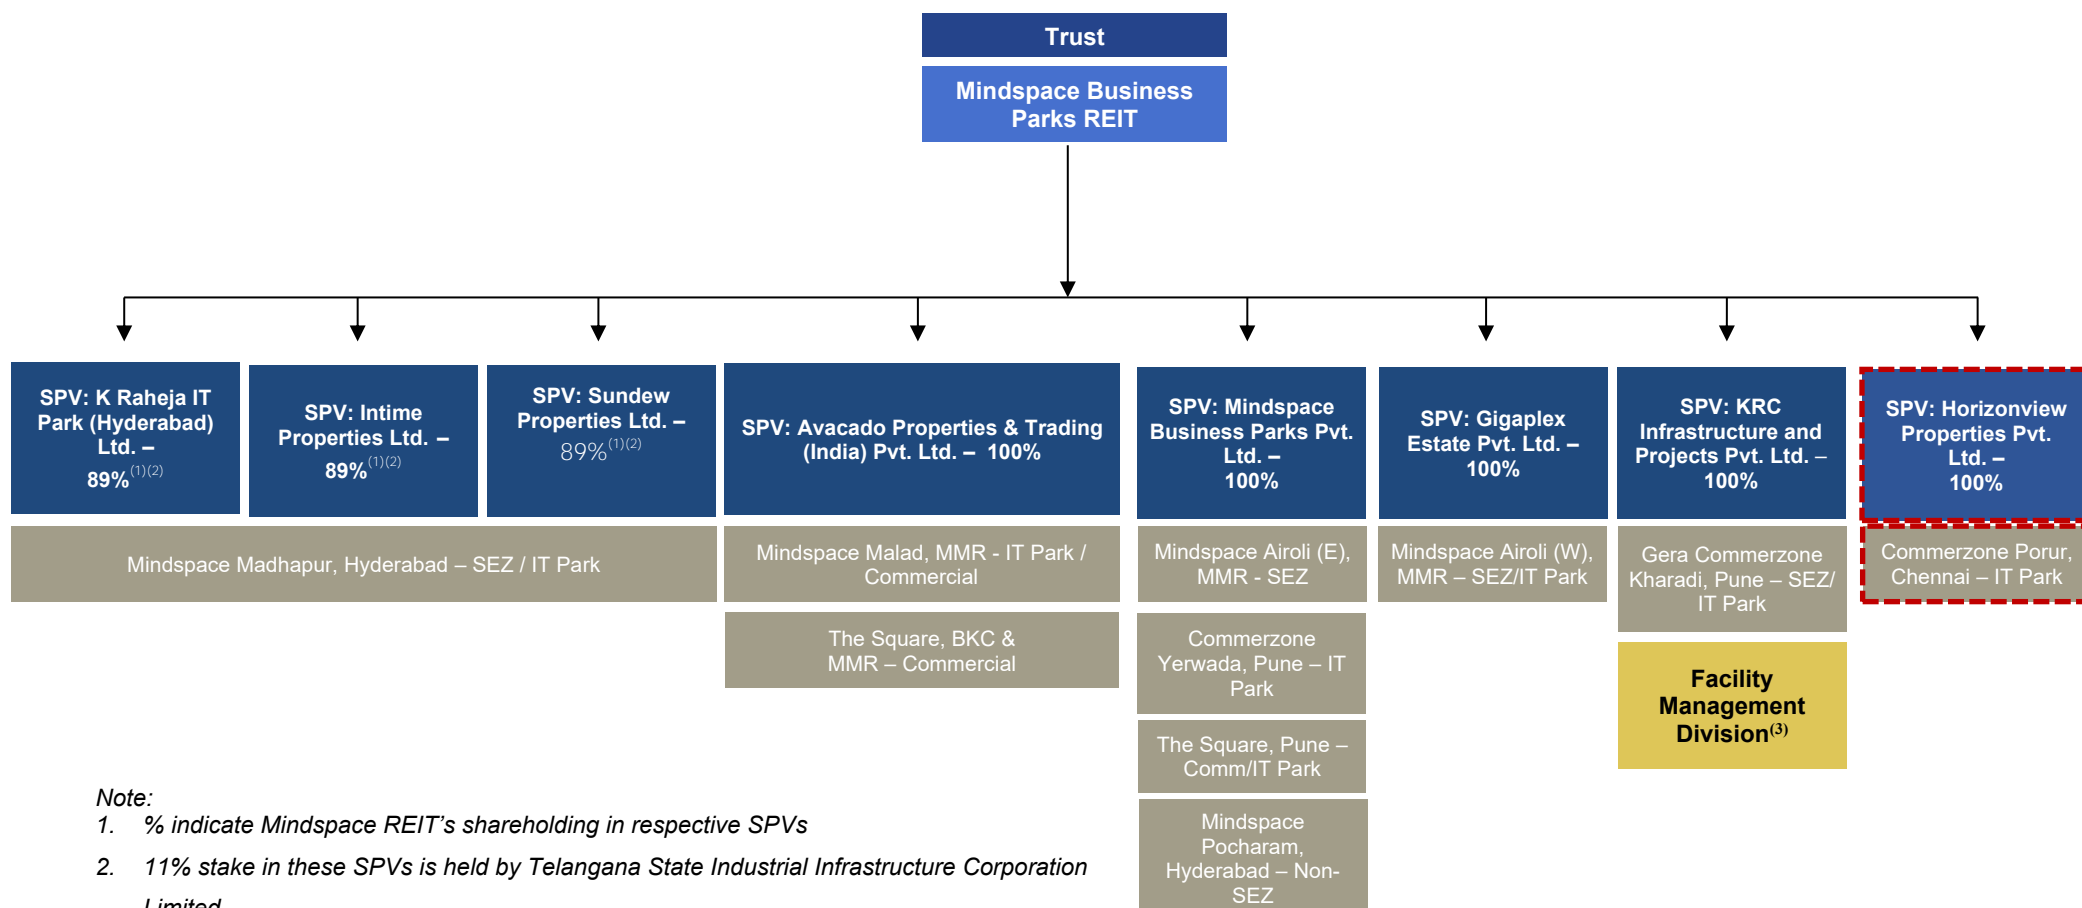 Trust
Mindspace Business
Parks REIT
SPV: K Raheja IT
Park (Hyderabad)
Ltd. –
89%(1)(2)
SPV: Intime
Properties Ltd. –
89%(1)(2)
SPV: Sundew
Properties Ltd. –
89%(1)(2)
SPV: Avacado Properties & Trading
(India) Pvt. Ltd. – 100%
SPV: Mindspace
Business Parks Pvt.
Ltd. –
100%
SPV: Gigaplex
Estate Pvt. Ltd. –
100%
SPV: KRC
Infrastructure and
Projects Pvt. Ltd. –
100%
SPV: Horizonview
Properties Pvt.
Ltd. –
100%
Mindspace Madhapur, Hyderabad – SEZ / IT Park
Mindspace Malad, MMR - IT Park /
Commercial
Mindspace Airoli (E),
MMR - SEZ
Mindspace Airoli (W),
MMR – SEZ/IT Park
Gera Commerzone
Kharadi, Pune – SEZ/
IT Park
Commerzone Porur,
Chennai – IT Park
The Square, BKC &
MMR – Commercial
Commerzone
Yerwada, Pune – IT
Park
Facility
Management
Division(3)
The Square, Pune –
Comm/IT Park
Mindspace
Pocharam,
Hyderabad – Non-
SEZ
Note:
1. % indicate Mindspace REIT's shareholding in respective SPVs
2. 11% stake in these SPVs is held by Telangana State Industrial Infrastructure Corporation
Limited